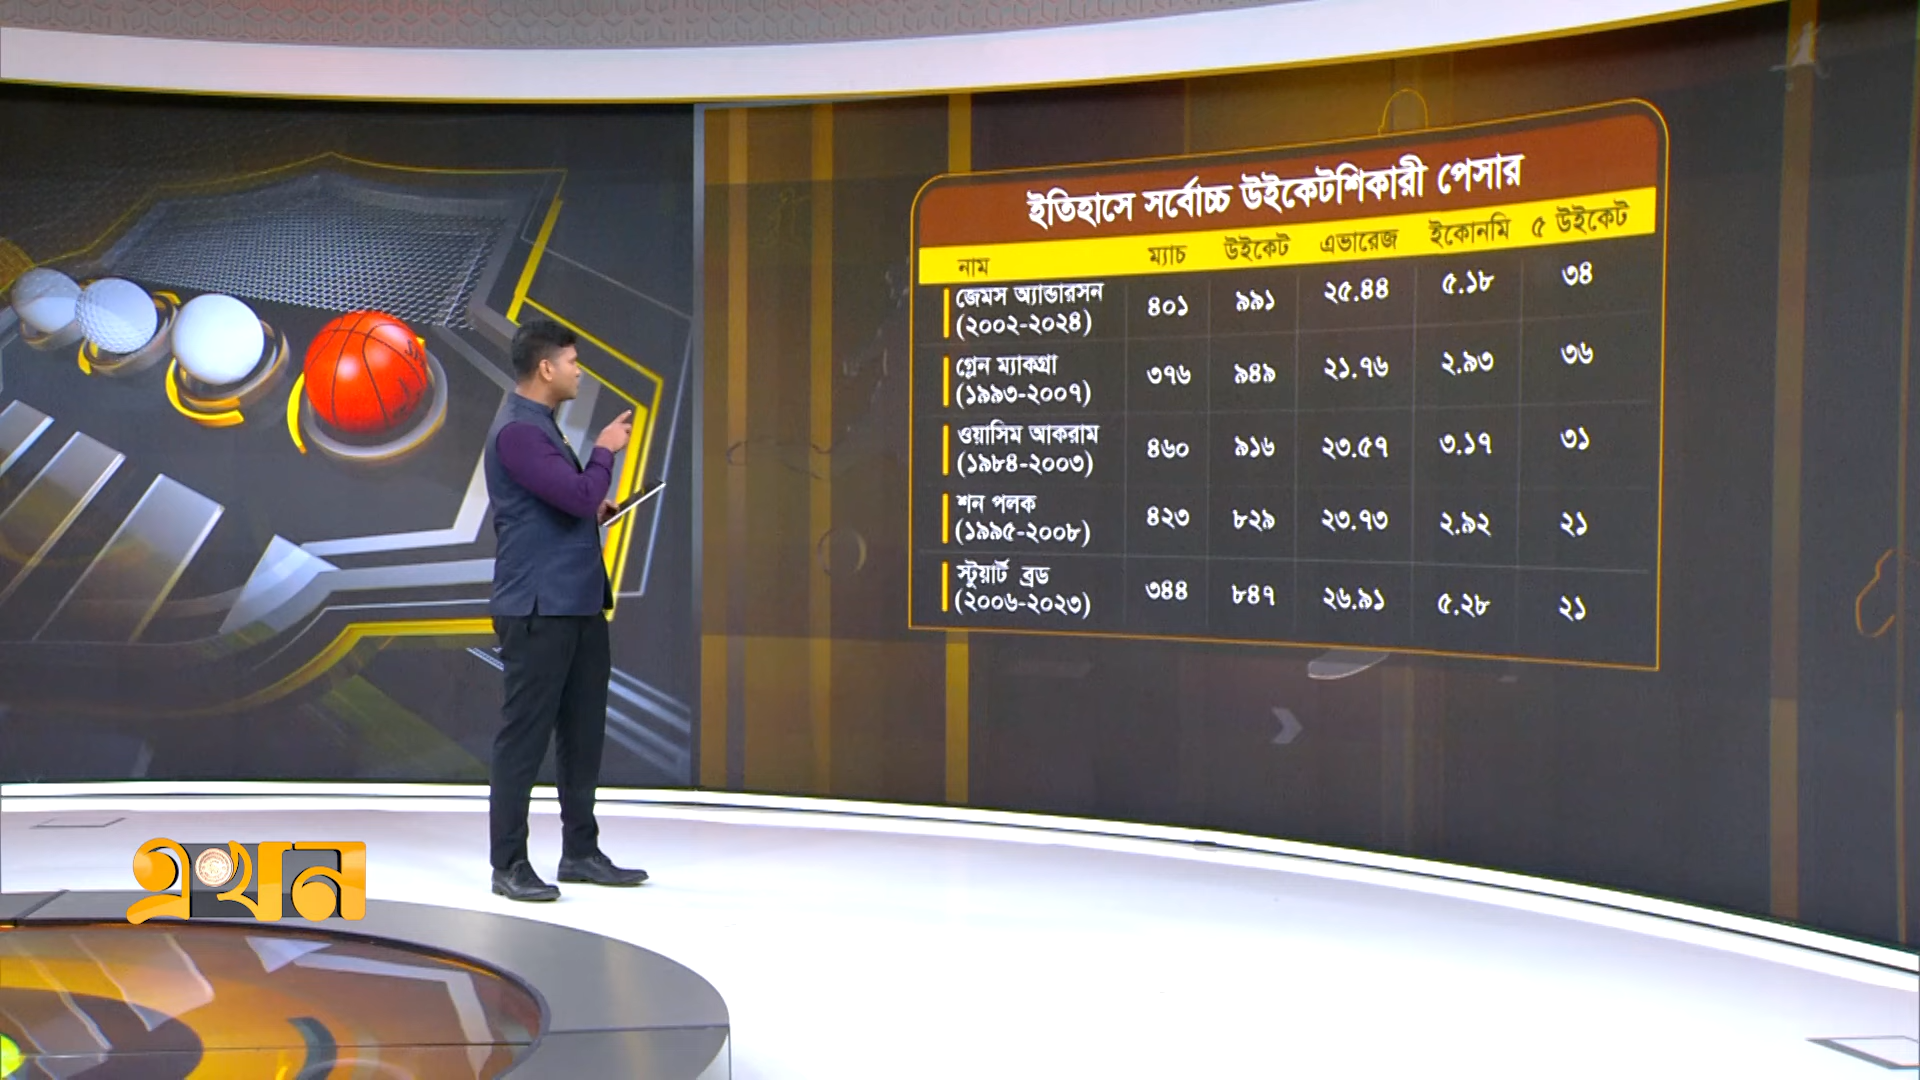 ইতিহাসে সর্বোচ্চ উইকেটশিকারী পেসার
নাম ম্যাচ উইকেট এভারেজ ইকোনমি ৫ উইকেট
জেমস অ্যান্ডারসন
(২০০২-২০২৪) ৪০১ ৯৯১ ২৫.৪৪ ৫.১৮ ৩৪
গ্লেন ম্যাকগ্রা
(১৯৯৩-২০০৭) ৩৭৬ ৯৪৯ ২১.৭৬ ২.৯৩ ৩৬
ওয়াসিম আকরাম
(১৯৮৪-২০০৩) ৪৬০ ৯১৬ ২৩.৫৭ ৩.১৭ ৩১
শন পলক
(১৯৯৫-২০০৮) ৪২৩ ৮২৯ ২৩.৭৩ ২.৯২ ২১
স্টুয়ার্ট ব্রড
(২০০৬-২০২৩) ৩৪৪ ৮৪৭ ২৬.৯১ ৫.২৮ ২১
এখন